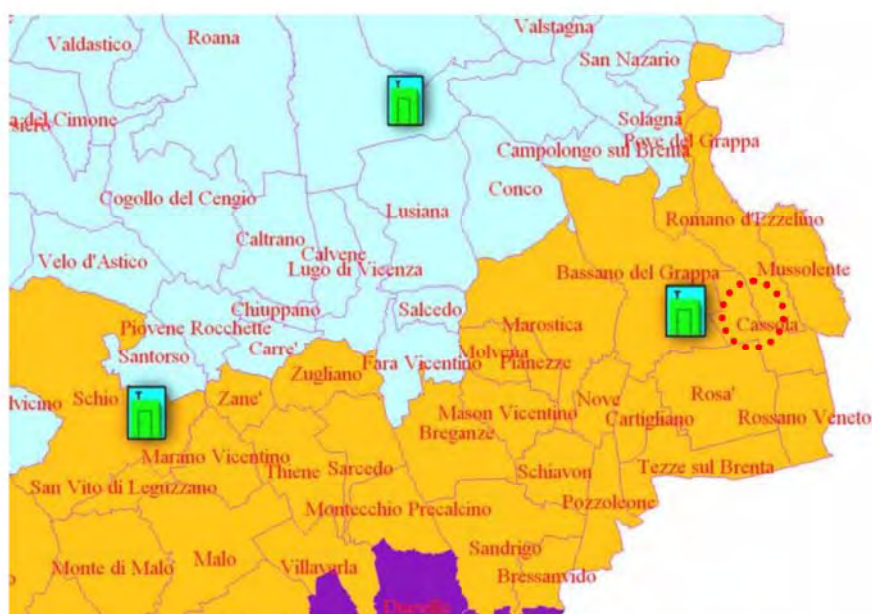 Valstagna
Roana
Valdastico
San Nazario
a del Cimone
Solagna
Pove del Grappa
Campolongo sul Brenta
Conco
Cogollo del Cengio
Lusiana
Romano d'Ezzelino
Caltrano
Calvene
Velo d'Astico
Lugo di Vicenza
Bassano del Grappa
Mussolente
Chiuppano
Salcedo
Piovene Rocchette
Marostica
Cassola
Carre'
Santorso
Fara Vicentino
Molvena
Pianezze
Zugliano
Schio
Zane'
Nove
Rosa'
Mason Vicentino
Cartigliano
Rossano Veneto
Breganze
Marano Vicentino
Thiene
Sarcedo
Schiavon
Tezze sul Brenta
San Vito di Leguzzano
Montecchio Precalcino
Pozzoleone
Malo
Villaverla
Sandrigo
Monte di Malo
Bressanvido